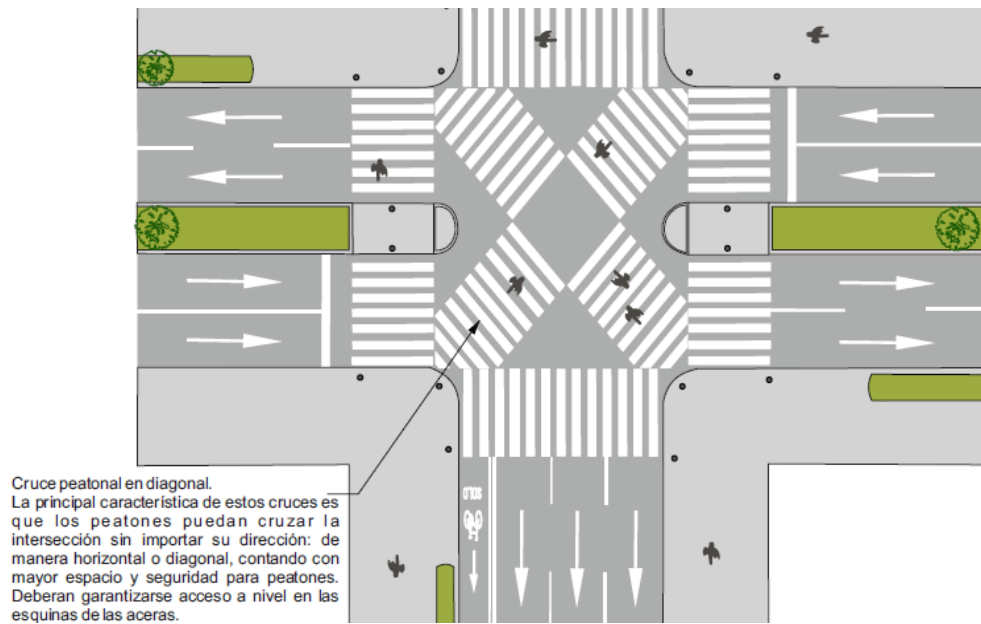 Cruce peatonal en diagonal.
La principal característica de estos cruces es
que los peatones puedan cruzar la
intersección sin importar su dirección: de
manera horizontal o diagonal, contando con
mayor espacio y seguridad para peatones.
Deberan garantizarse acceso a nivel en las
esquinas de las aceras.
SOLO